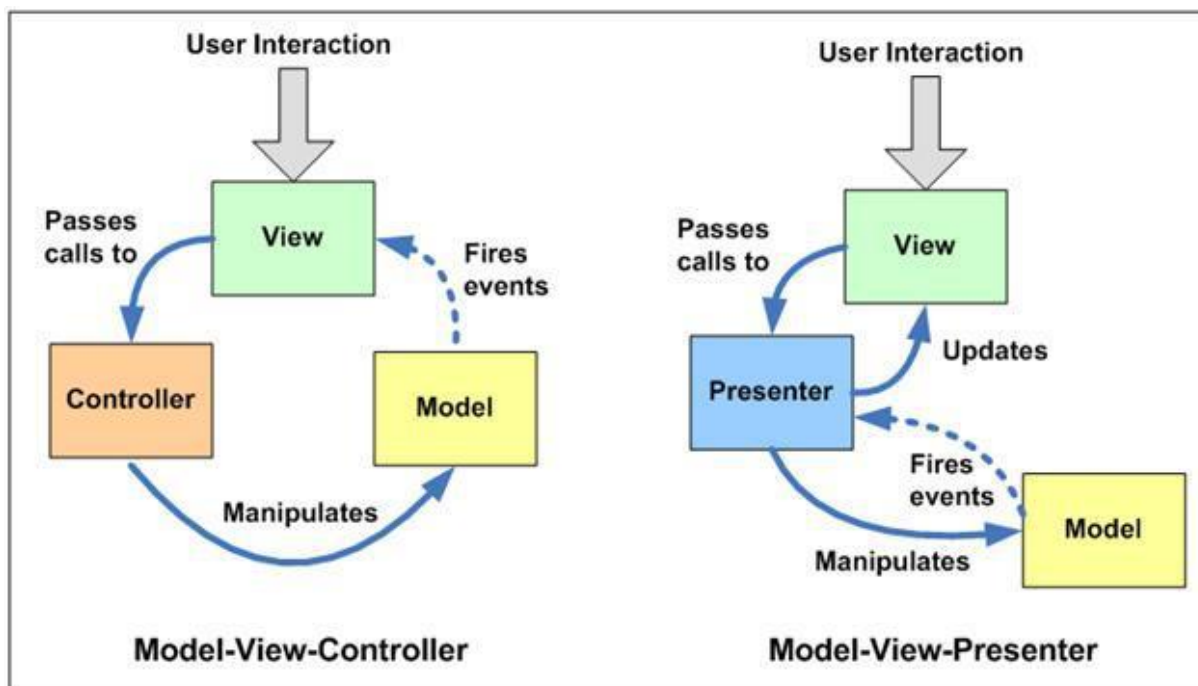 User Interaction
View
Passes
calls to
Fires
events
Controller
Model
Manipulates
Model-View-Controller
User Interaction
View
Passes
calls to
Updates
Presenter
Fires
events
Model
Manipulates
Model-View-Presenter